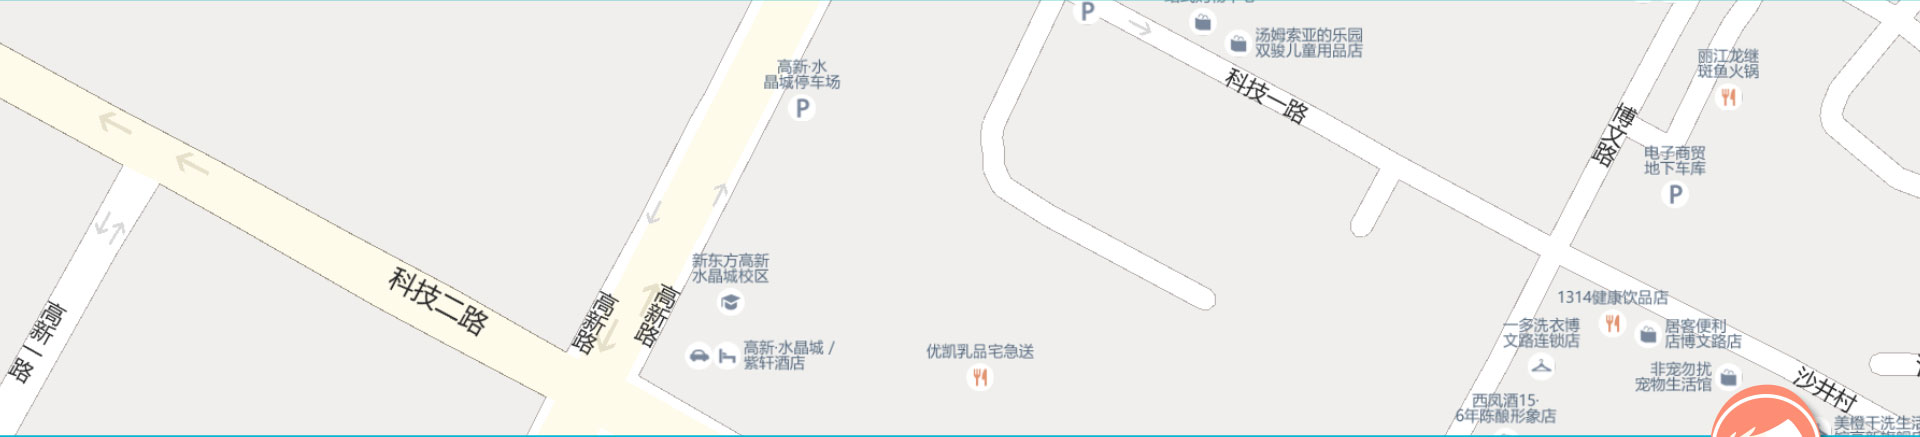 P
汤姆索亚的乐园
双骏儿童用品店
丽江龙继
斑鱼火锅
高新·水
晶城停车场
P
科技一路
博文路
电子商贸
地下车库
P
新东方高新
水晶城校区
科技二路
高新路
高新路
高新一路
1314健康饮品店
一多洗衣博
文路连锁店
居客便利
店博文路店
高新·水晶城 /
紫轩酒店
优凯乳品宅急送
非宠勿扰
宠物生活馆
沙井村
西凤酒15·
6年陈酿形象店
美橙干洗生活